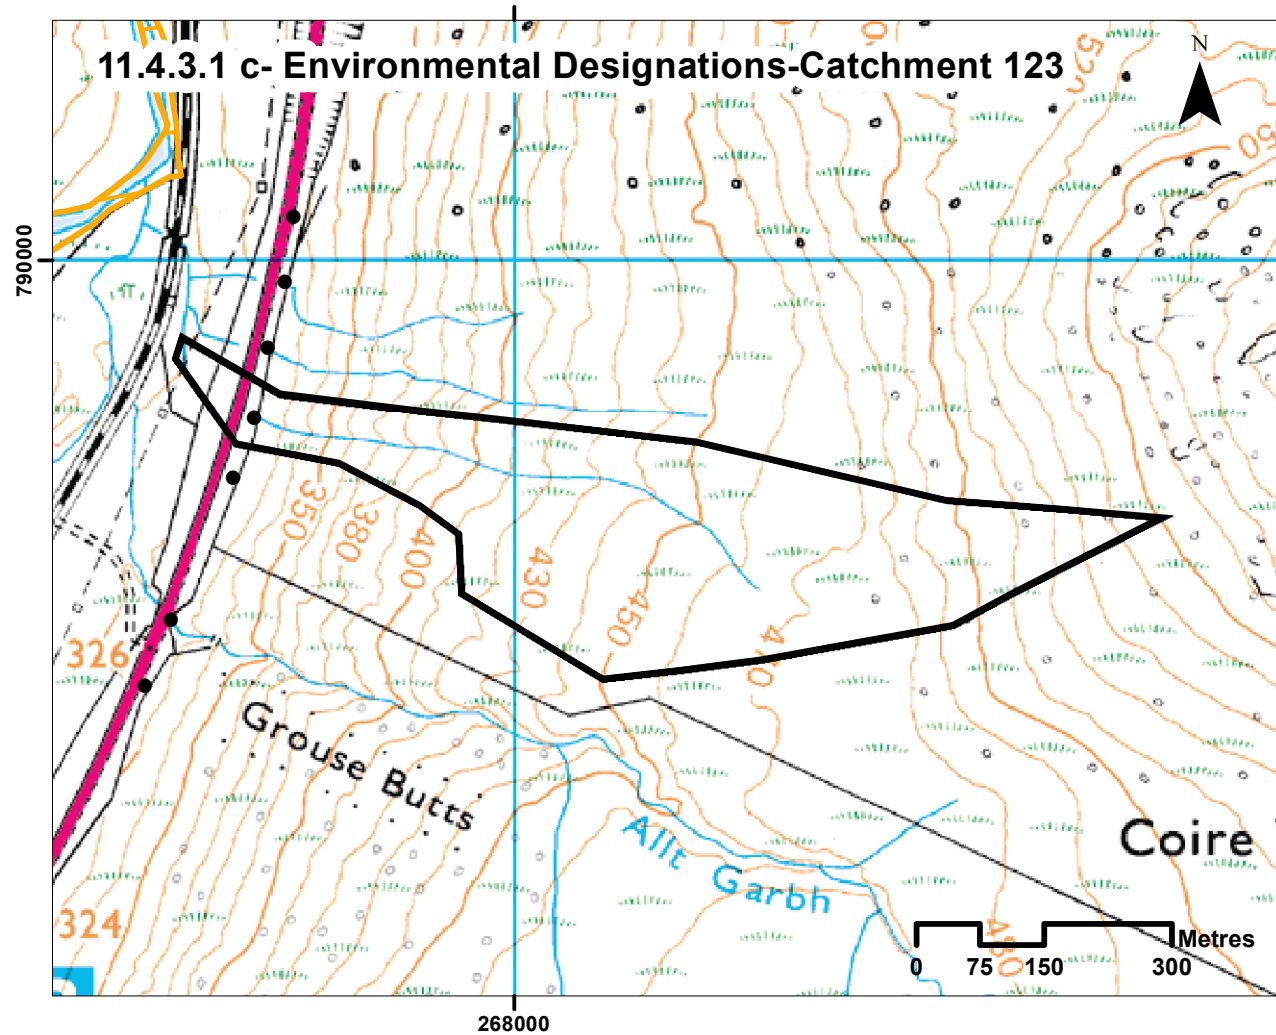 11.4.3.1 c- Environmental Designations-Catchment 123
N
790000
350
380
400
430
450
470
326
Grouse Butts
Allt Garbh
Coire
324
Metres
0 75 150 300
268000